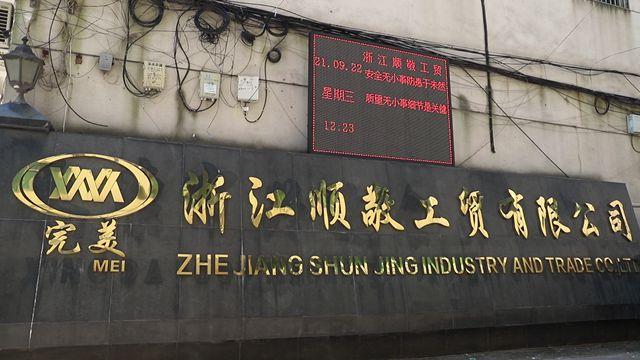 浙江顺敬工贸
21.09.22 安全无小事防患于未然
星期三 质量无小事细节是关键
12:23
浙江顺敬工贸有限公司
完美
MEI
ZHE JIANG SHUN JING INDUSTRY AND TRADE CO.LT